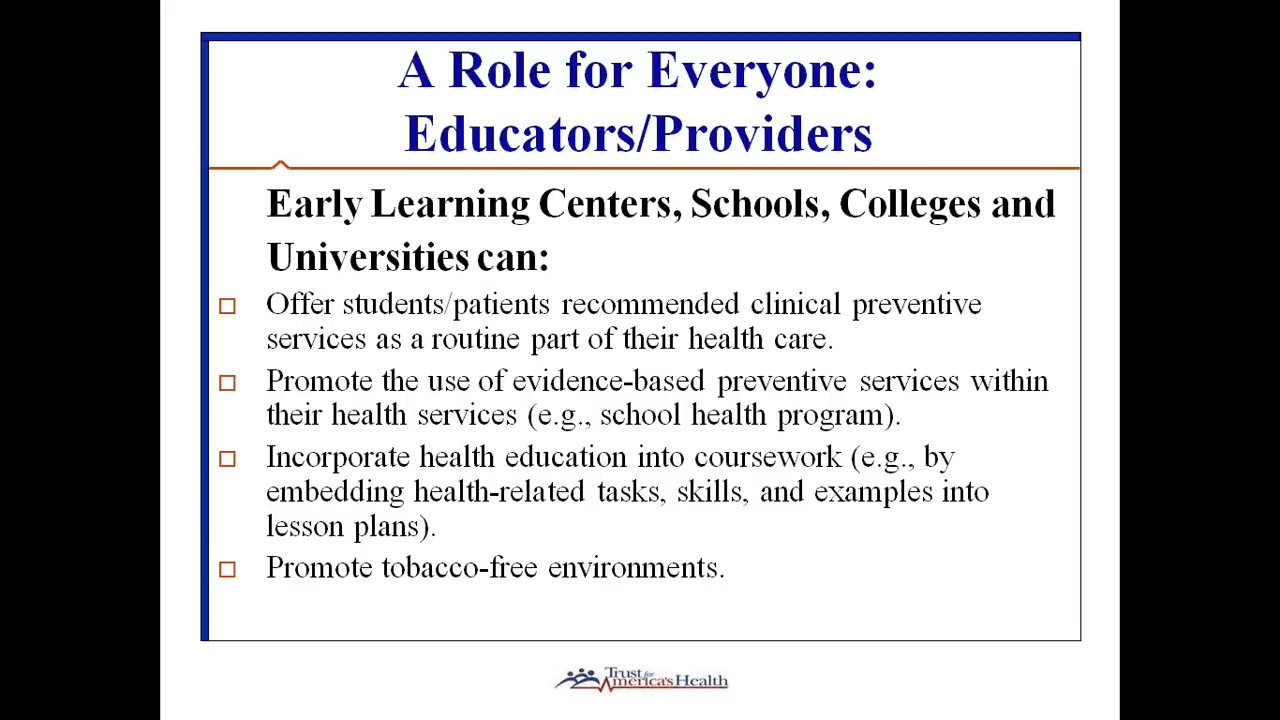 A Role for Everyone:
Educators/Providers
Early Learning Centers, Schools, Colleges and
Universities can:
Offer students/patients recommended clinical preventive
services as a routine part of their health care.
Promote the use of evidence-based preventive services within
their health services (e.g., school health program).
Incorporate health education into coursework (e.g., by
embedding health-related tasks, skills, and examples into
lesson plans).
Promote tobacco-free environments.
Trust for
America's Health